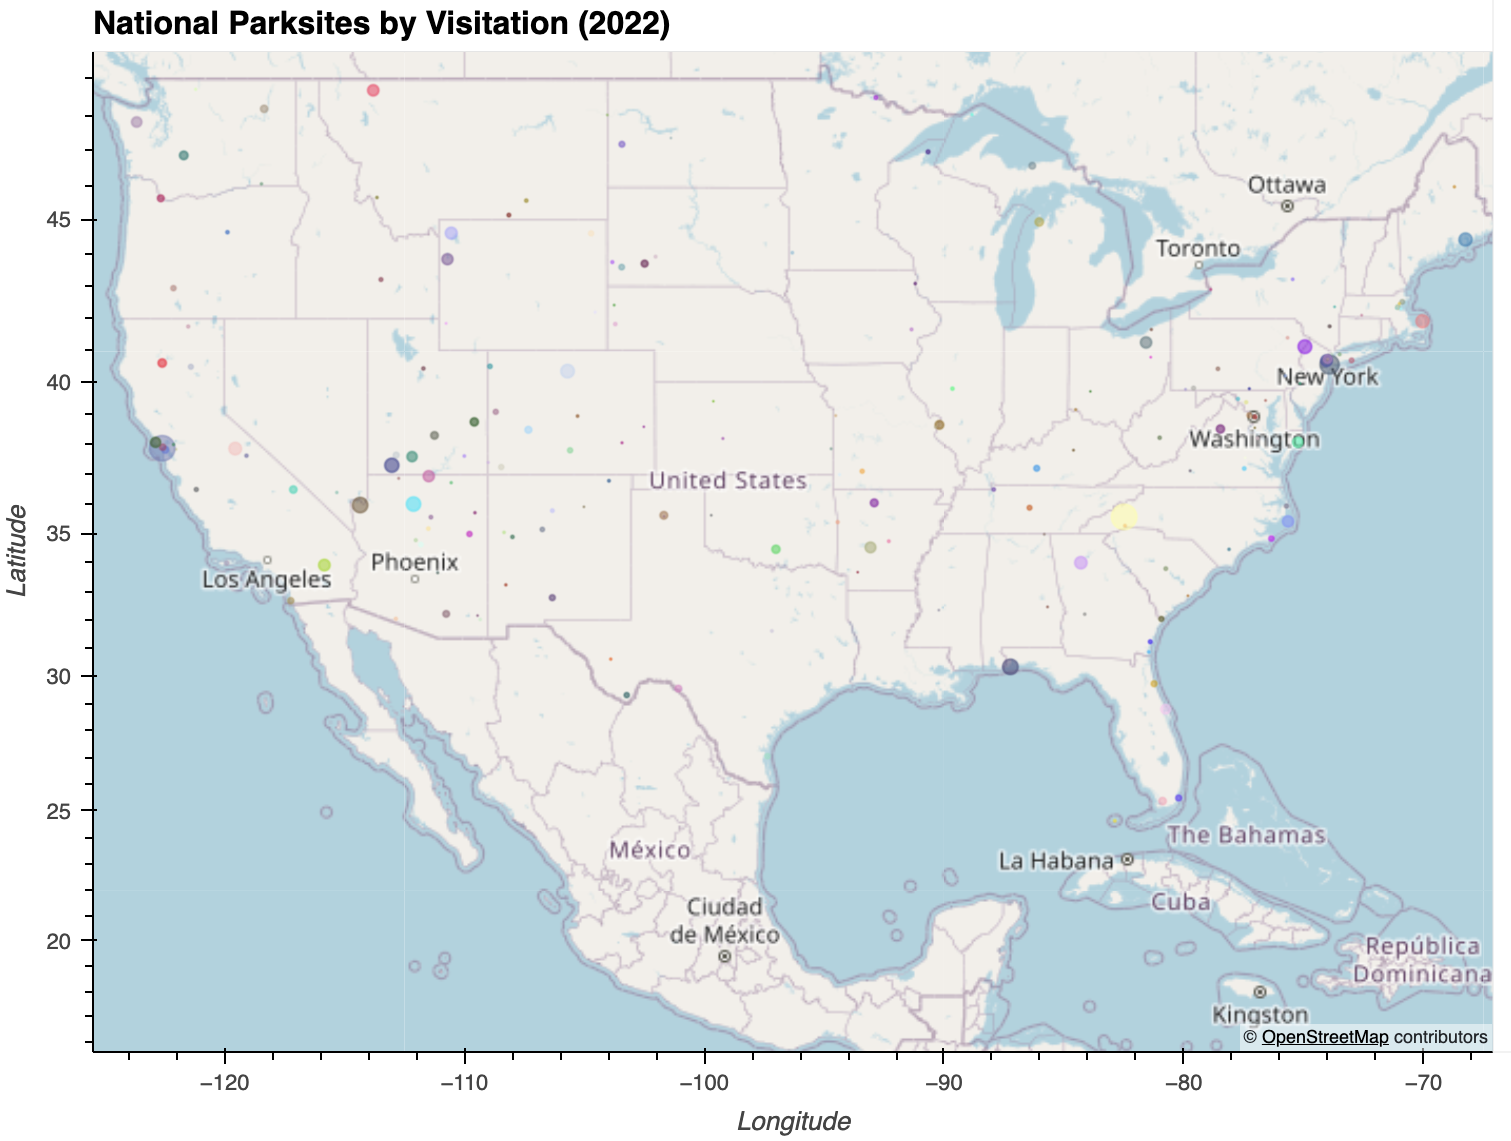 National Parksites by Visitation (2022)
Ottawa
45
Toronto
40
New York
Washington
United States
Latitude
35
Phoenix
Los Angeles
30
25
The Bahamas
México
La Habana
Ciudad
de México
Cuba
20
República
Dominicana
Kingston
© OpenStreetMap contributors
−120
−110
−100
−90
−80
−70
Longitude